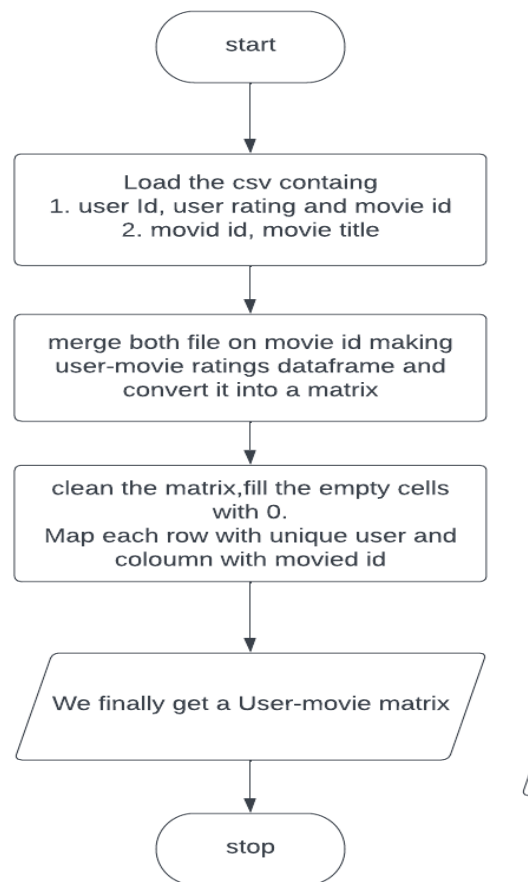 start
Load the csv containg
1. user Id, user rating and movie id
2. movid id, movie title
merge both file on movie id making
user-movie ratings dataframe and
convert it into a matrix
clean the matrix,fill the empty cells
with 0.
Map each row with unique user and
coloumn with movied id
We finally get a User-movie matrix
stop